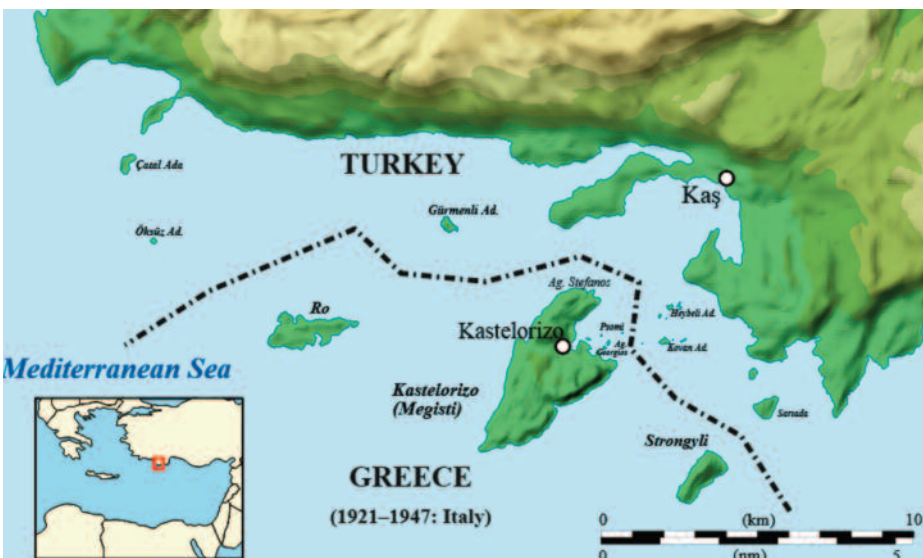 TURKEY
Çatal Ada
Kaş
Gürmenli Ad.
Öksüz Ad.
Ag. Stefanos
Ro
Heybeli Ad.
Kastelorizo
Psomi
Ag.
Georgios
Kovan Ad.
Mediterranean Sea
Kastelorizo
(Megisti)
Sariada
Strongyli
GREECE
(1921–1947: Italy)
0 (km) 10
0 (nm) 5